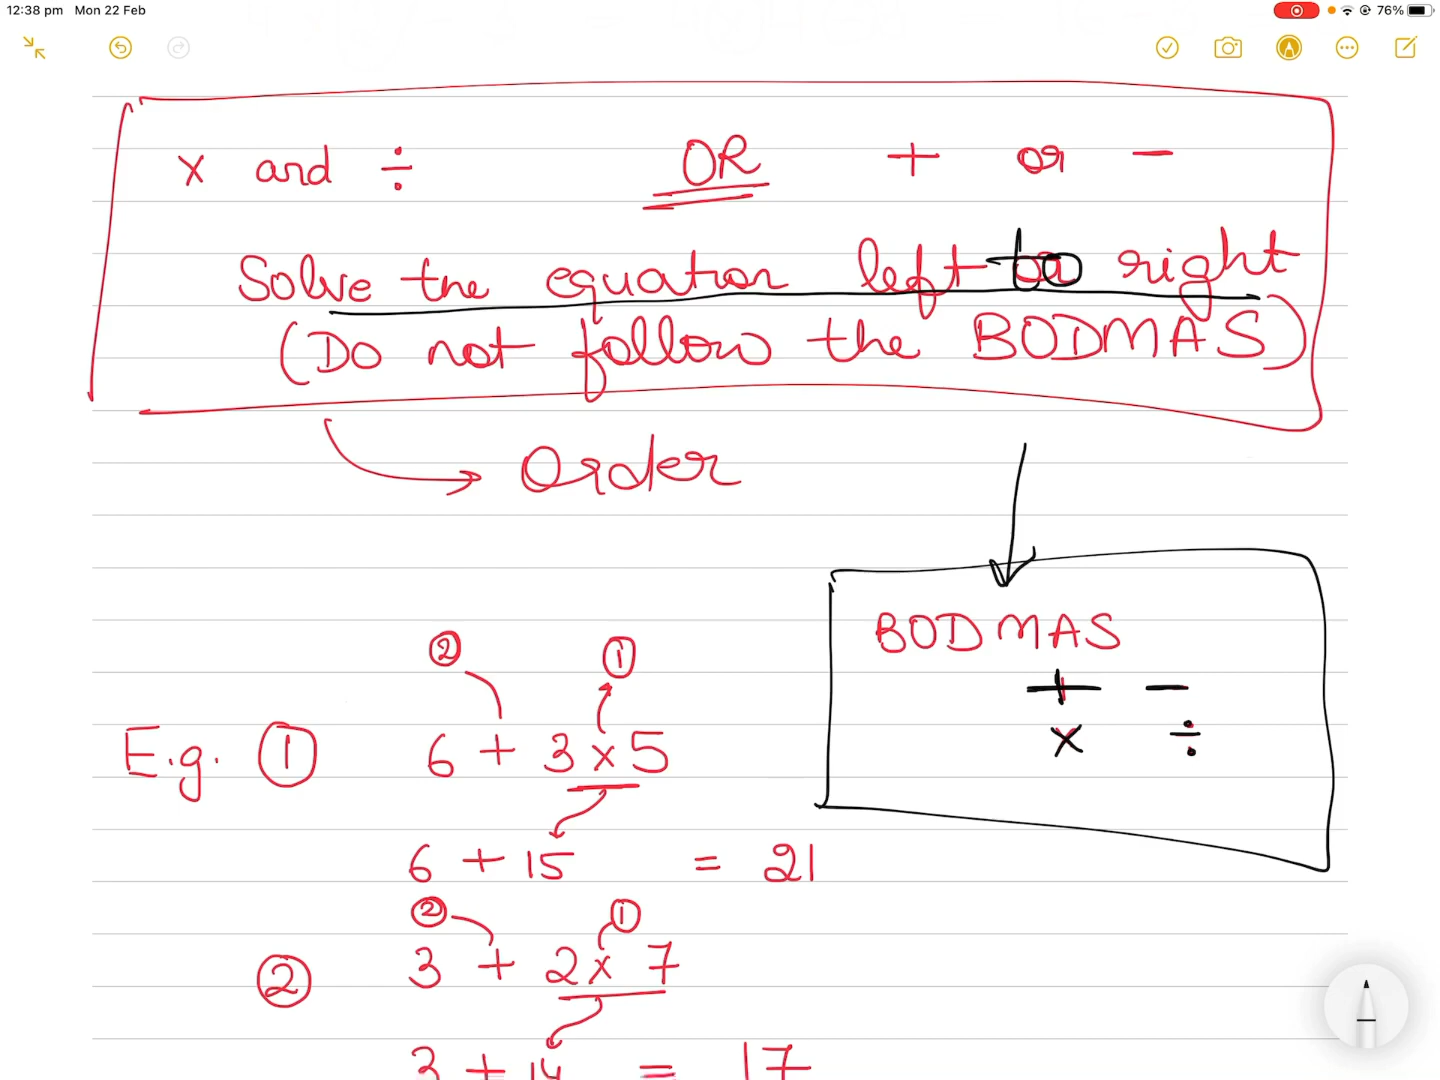 12:38 pm Mon 22 Feb 76%
x and ÷ OR + or -
Solve the equation left to right
(Do not follow the BODMAS)
Order
BODMAS
+ -
x ÷
② ①
E.g. ① 6 + 3 x 5
6 + 15 = 21
② ①
② 3 + 2 x 7
3 + 14 = 17